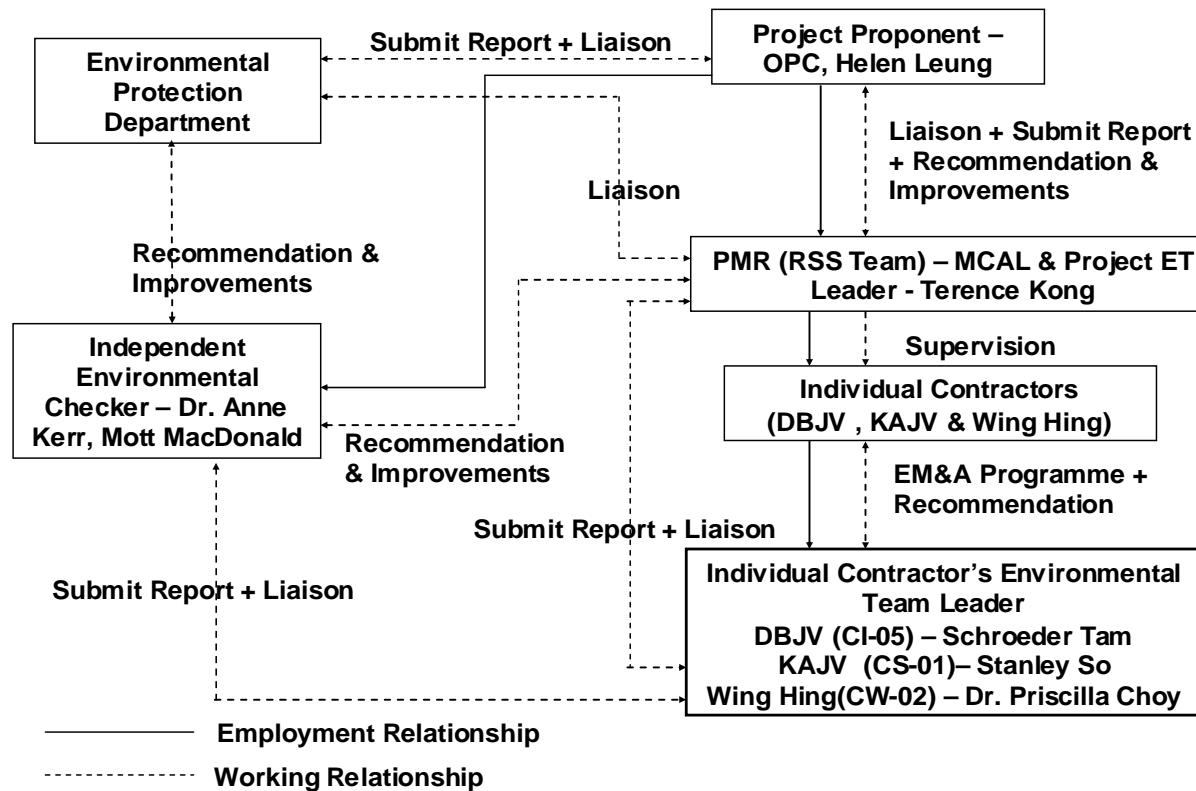 Submit Report + Liaison
Environmental
Protection
Department
Project Proponent –
OPC, Helen Leung
Liaison + Submit Report
+ Recommendation &
Improvements
Liaison
Recommendation &
Improvements
PMR (RSS Team) – MCAL & Project ET
Leader - Terence Kong
Supervision
Independent
Environmental
Checker – Dr. Anne
Kerr, Mott MacDonald
Individual Contractors
(DBJV , KAJV & Wing Hing)
Recommendation
& Improvements
EM&A Programme +
Recommendation
Submit Report + Liaison
Submit Report + Liaison
Individual Contractor’s Environmental
Team Leader
DBJV (CI-05) – Schroeder Tam
KAJV (CS-01)– Stanley So
Wing Hing(CW-02) – Dr. Priscilla Choy
Employment Relationship
Working Relationship